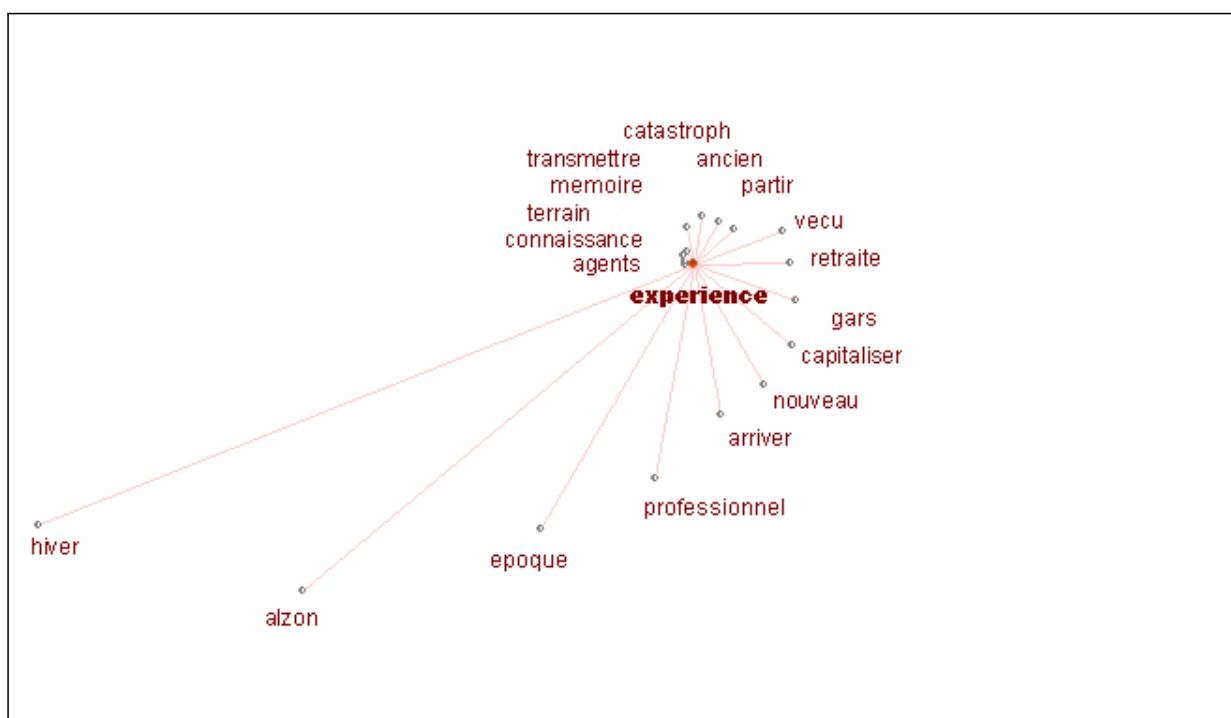 catastroph
transmettre
ancien
memoire
partir
terrain
vecu
connaissance
retraite
agents
experience
gars
capitaliser
nouveau
arriver
professionnel
hiver
epoque
alzon